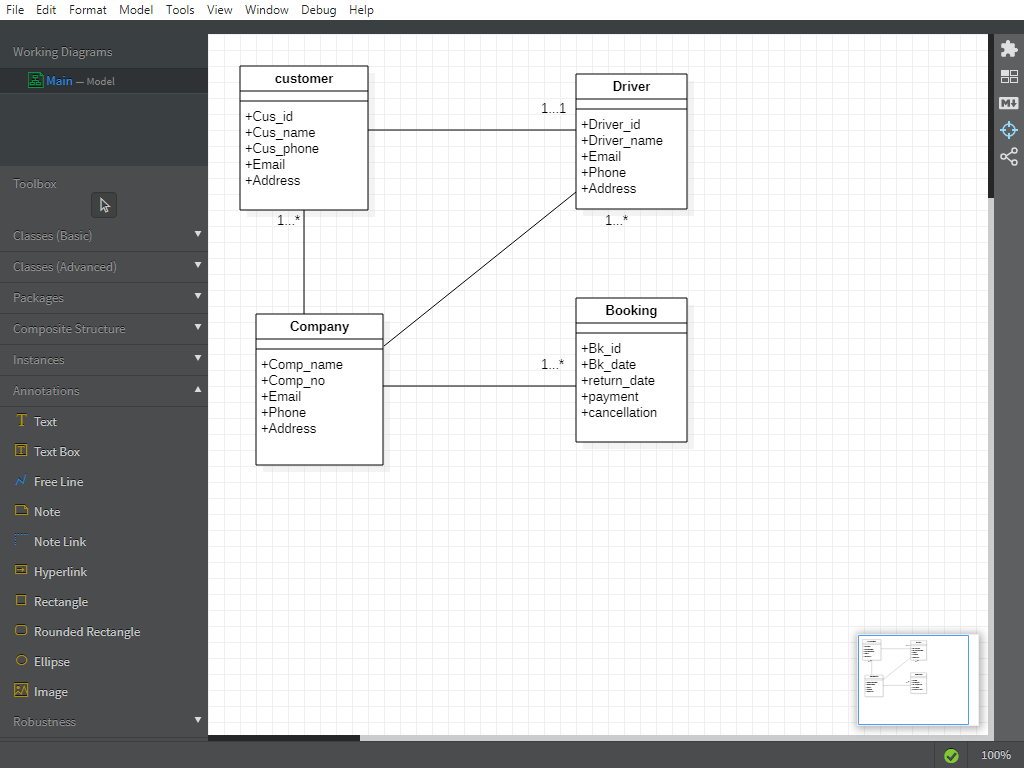 File Edit Format Model Tools View Window Debug Help
Working Diagrams
Main — Model
Toolbox
Classes (Basic)
Classes (Advanced)
Packages
Composite Structure
Instances
Annotations
Text
Text Box
Free Line
Note
Note Link
Hyperlink
Rectangle
Rounded Rectangle
Ellipse
Image
Robustness
customer
+Cus_id
+Cus_name
+Cus_phone
+Email
+Address
1...*
1...1
Driver
+Driver_id
+Driver_name
+Email
+Phone
+Address
1...*
Company
+Comp_name
+Comp_no
+Email
+Phone
+Address
1...*
Booking
+Bk_id
+Bk_date
+return_date
+payment
+cancellation
M
100%